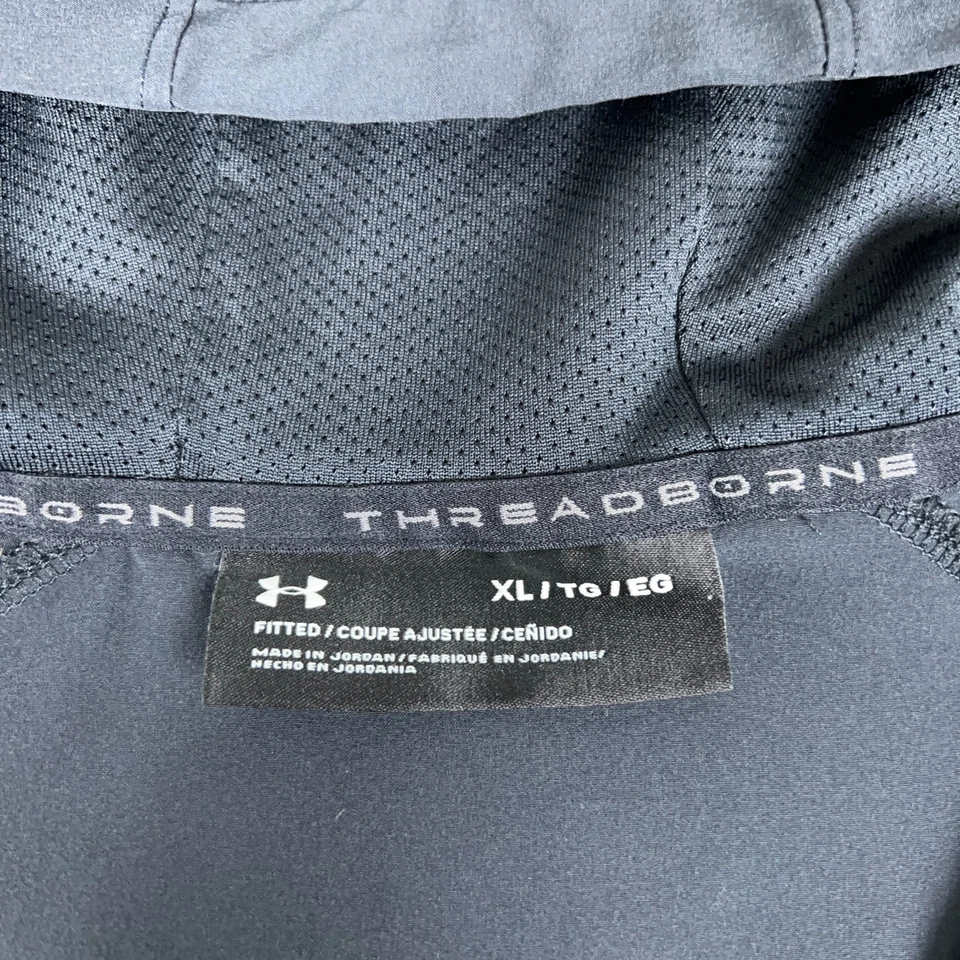 BORNE THREADBORNE
XL / TG / EG
FITTED / COUPE AJUSTÉE / CEÑIDO
MADE IN JORDAN / FABRIQUÉ EN JORDANIE/
HECHO EN JORDANIA